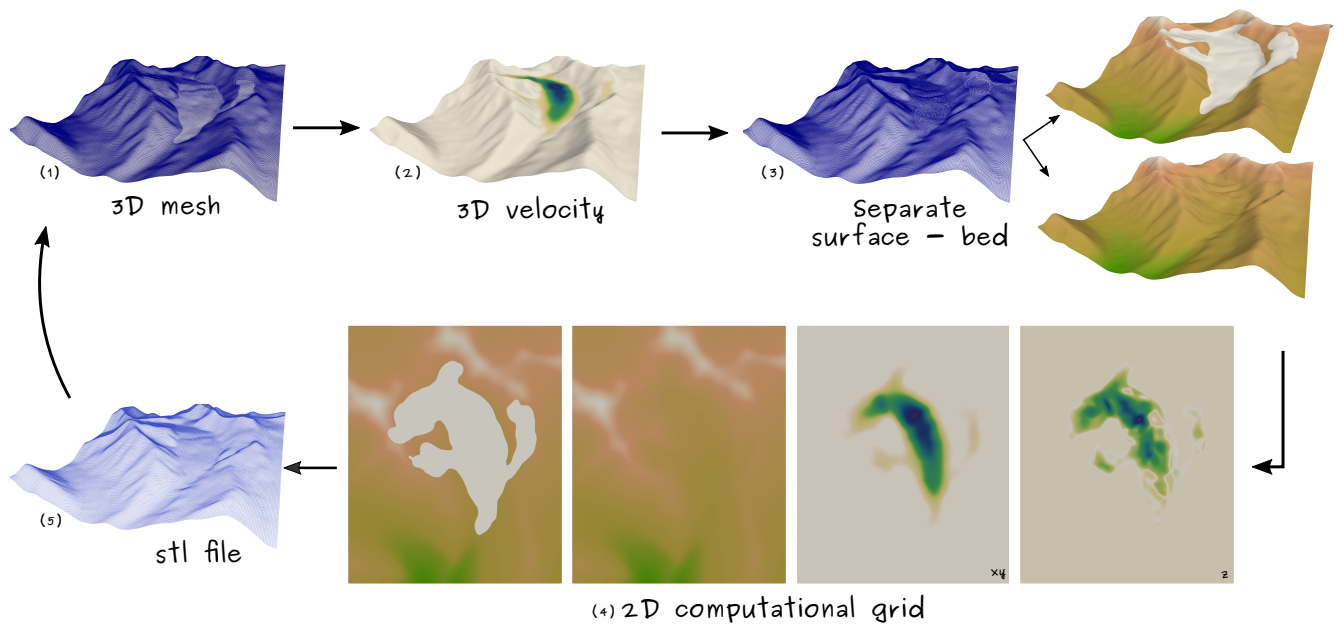 (1)
3D mesh
(2)
3D velocity
(3)
Separate
surface - bed
xy
z
(4) 2D computational grid
(5)
stl file